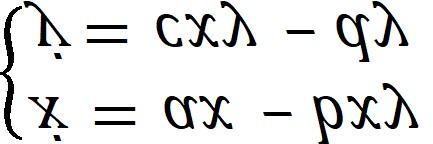 ẋ = ax − bxy
ẏ = cxy − dy